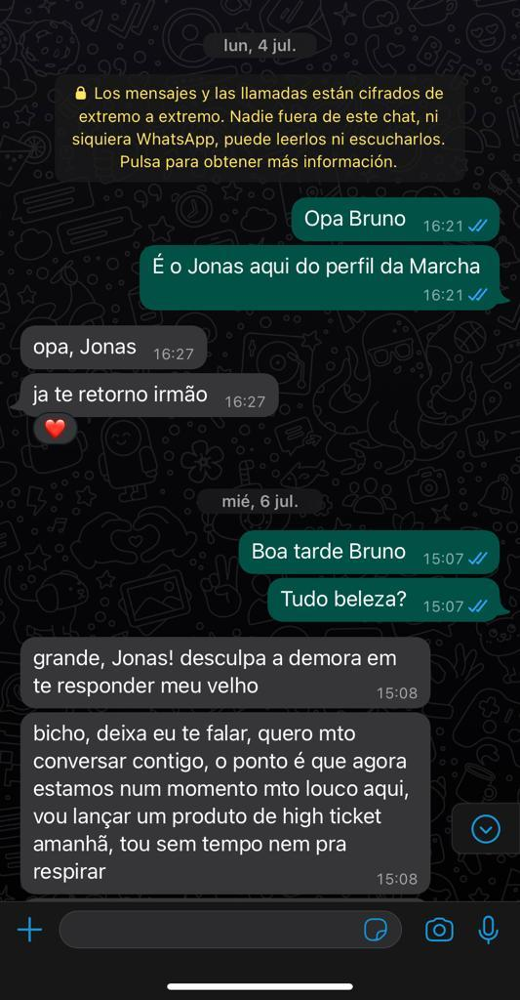 lun, 4 jul.
🔒 Los mensajes y las llamadas están cifrados de
extremo a extremo. Nadie fuera de este chat, ni
siquiera WhatsApp, puede leerlos ni escucharlos.
Pulsa para obtener más información.
Opa Bruno 16:21
É o Jonas aqui do perfil da Marcha
16:21
opa, Jonas 16:27
ja te retorno irmão 16:27
❤️
mié, 6 jul.
Boa tarde Bruno 15:07
Tudo beleza? 15:07
grande, Jonas! desculpa a demora em
te responder meu velho
15:08
bicho, deixa eu te falar, quero mto
conversar contigo, o ponto é que agora
estamos num momento mto louco aqui,
vou lançar um produto de high ticket
amanhã, tou sem tempo nem pra
respirar
15:08